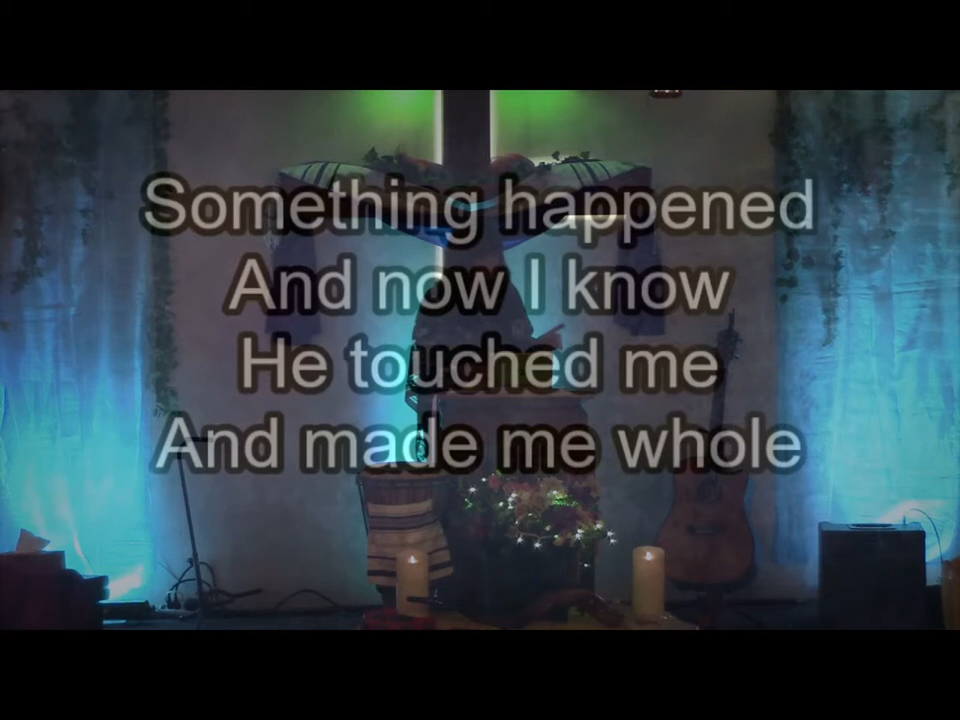 Something happened
And now I know
He touched me
And made me whole